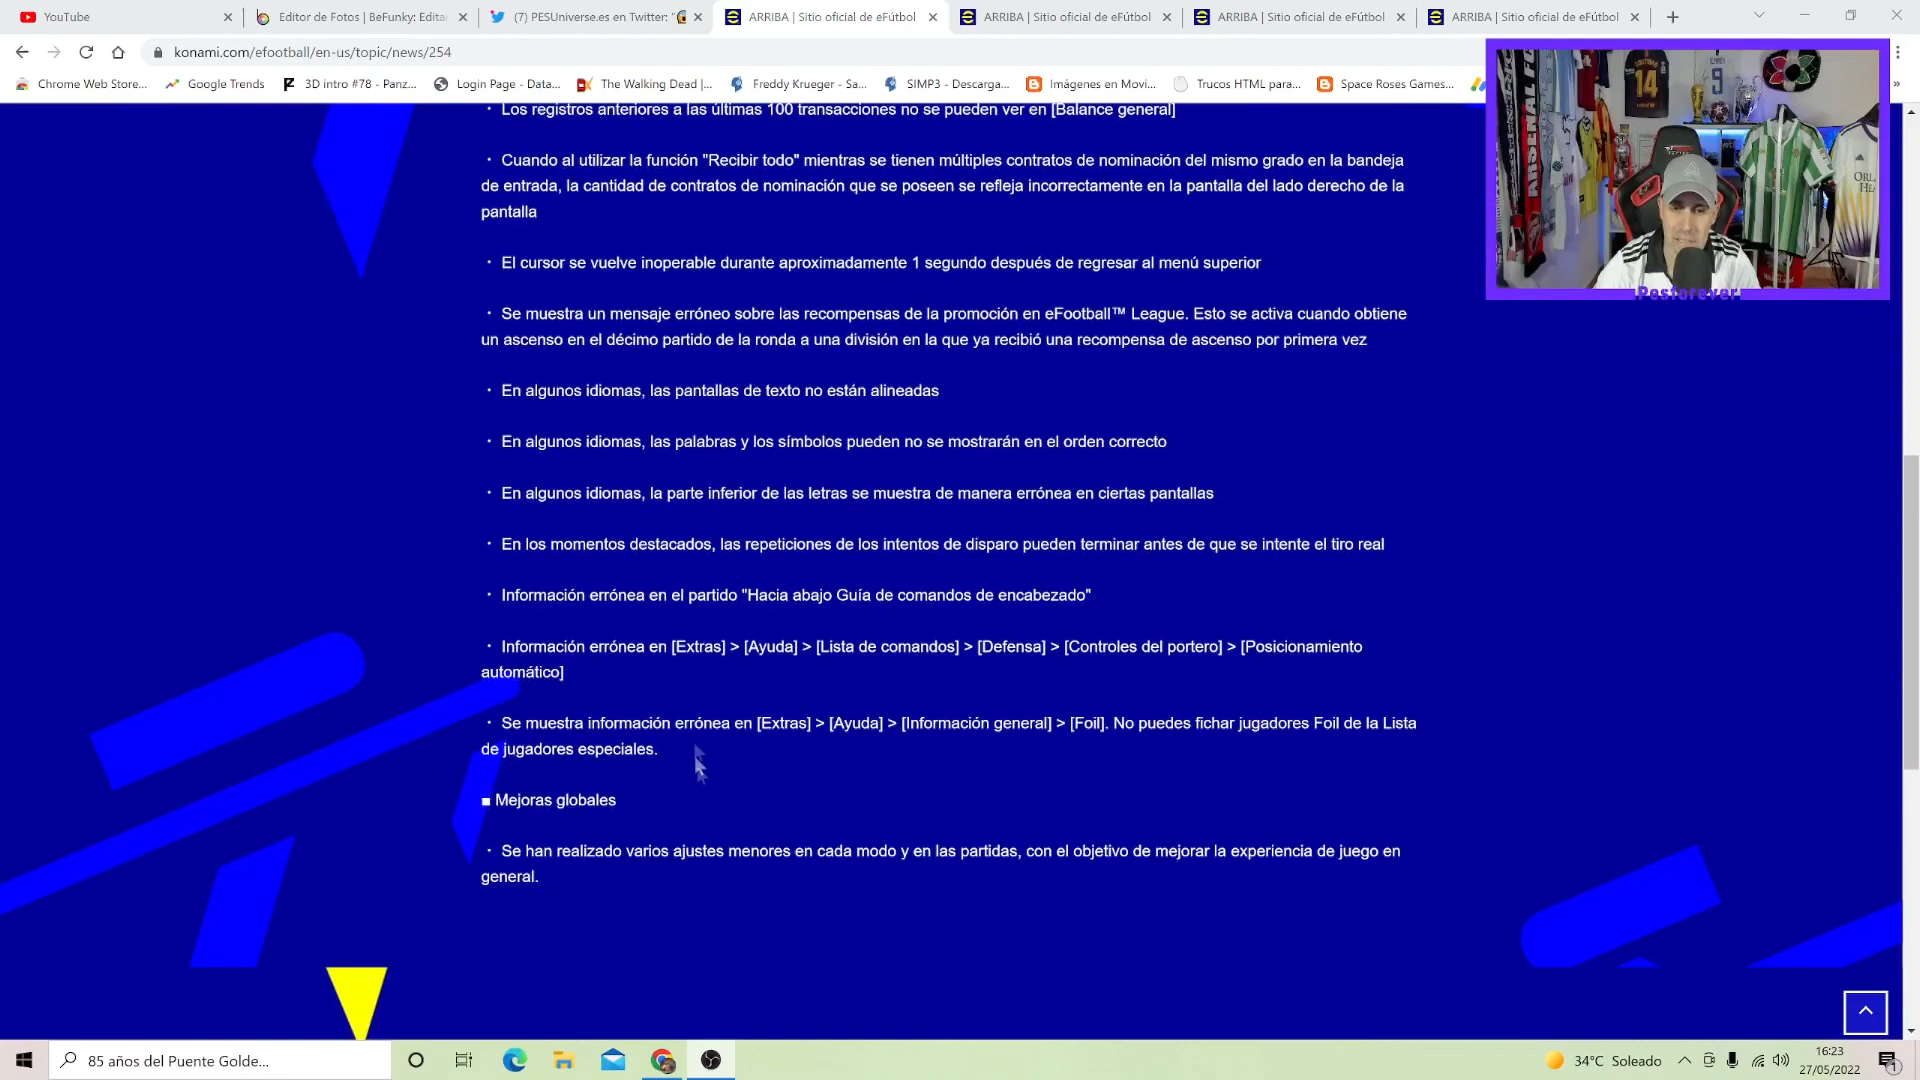 YouTube
Editor de Fotos | BeFunky: Edita
(7) PESUniverse.es en Twitter: "
ARRIBA | Sitio oficial de eFútbol
ARRIBA | Sitio oficial de eFútbol
ARRIBA | Sitio oficial de eFútbol
ARRIBA | Sitio oficial de eFútbol
konami.com/efootball/en-us/topic/news/254
Chrome Web Store...
Google Trends
3D intro #78 - Panz...
Login Page - Data...
The Walking Dead |...
Freddy Krueger - Sa...
SIMP3 - Descarga...
Imágenes en Movi...
Trucos HTML para...
Space Roses Games...
»
· Los registros anteriores a las últimas 100 transacciones no se pueden ver en [Balance general]
· Cuando al utilizar la función "Recibir todo" mientras se tienen múltiples contratos de nominación del mismo grado en la bandeja
de entrada, la cantidad de contratos de nominación que se poseen se refleja incorrectamente en la pantalla del lado derecho de la
pantalla
· El cursor se vuelve inoperable durante aproximadamente 1 segundo después de regresar al menú superior
· Se muestra un mensaje erróneo sobre las recompensas de la promoción en eFootball™ League. Esto se activa cuando obtiene
un ascenso en el décimo partido de la ronda a una división en la que ya recibió una recompensa de ascenso por primera vez
· En algunos idiomas, las pantallas de texto no están alineadas
· En algunos idiomas, las palabras y los símbolos pueden no se mostrarán en el orden correcto
· En algunos idiomas, la parte inferior de las letras se muestra de manera errónea en ciertas pantallas
· En los momentos destacados, las repeticiones de los intentos de disparo pueden terminar antes de que se intente el tiro real
· Información errónea en el partido "Hacia abajo Guía de comandos de encabezado"
· Información errónea en [Extras] > [Ayuda] > [Lista de comandos] > [Defensa] > [Controles del portero] > [Posicionamiento
automático]
· Se muestra información errónea en [Extras] > [Ayuda] > [Información general] > [Foil]. No puedes fichar jugadores Foil de la Lista
de jugadores especiales.
■ Mejoras globales
· Se han realizado varios ajustes menores en cada modo y en las partidas, con el objetivo de mejorar la experiencia de juego en
general.
14
9
Pesforever
85 años del Puente Golde...
34°C Soleado
16:23
27/05/2022
1